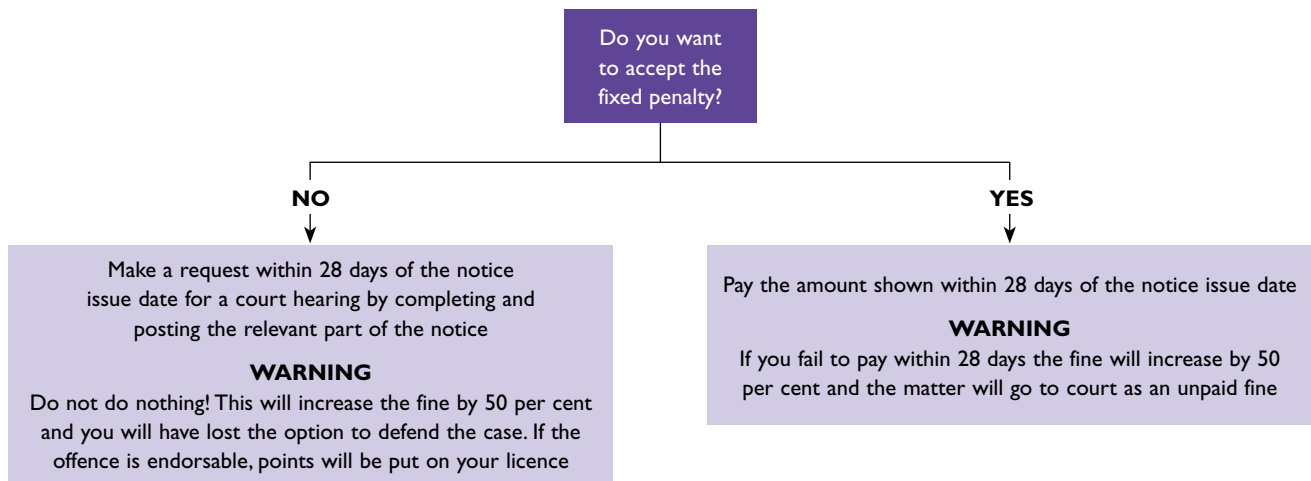 Do you want
to accept the
fixed penalty?
NO
YES
Make a request within 28 days of the notice
issue date for a court hearing by completing and
posting the relevant part of the notice
WARNING
Do not do nothing! This will increase the fine by 50 per cent
and you will have lost the option to defend the case. If the
offence is endorsable, points will be put on your licence
Pay the amount shown within 28 days of the notice issue date
WARNING
If you fail to pay within 28 days the fine will increase by 50
per cent and the matter will go to court as an unpaid fine